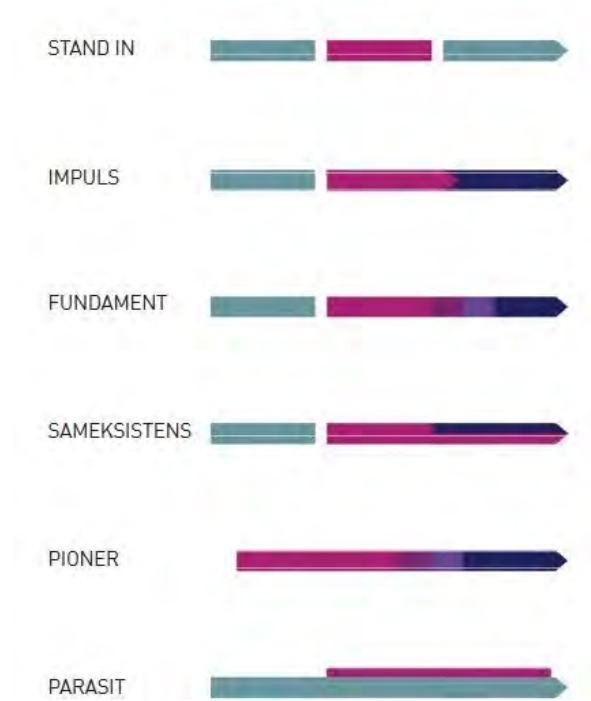 STAND IN
IMPULS
FUNDAMENT
SAMEKSISTENS
PIONER
PARASIT